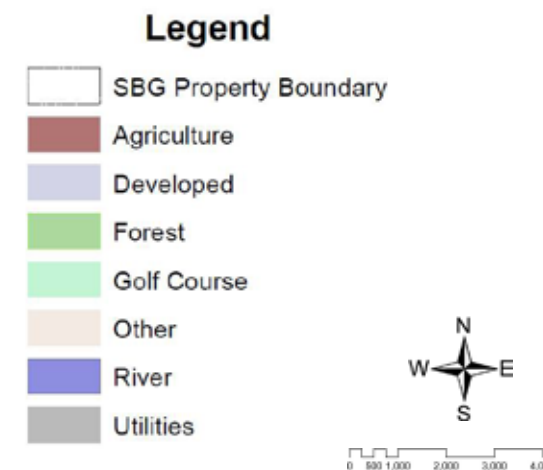 Legend
SBG Property Boundary
Agriculture
Developed
Forest
Golf Course
Other
River
Utilities
N
W E
S
0 500 1,000 2,000 3,000